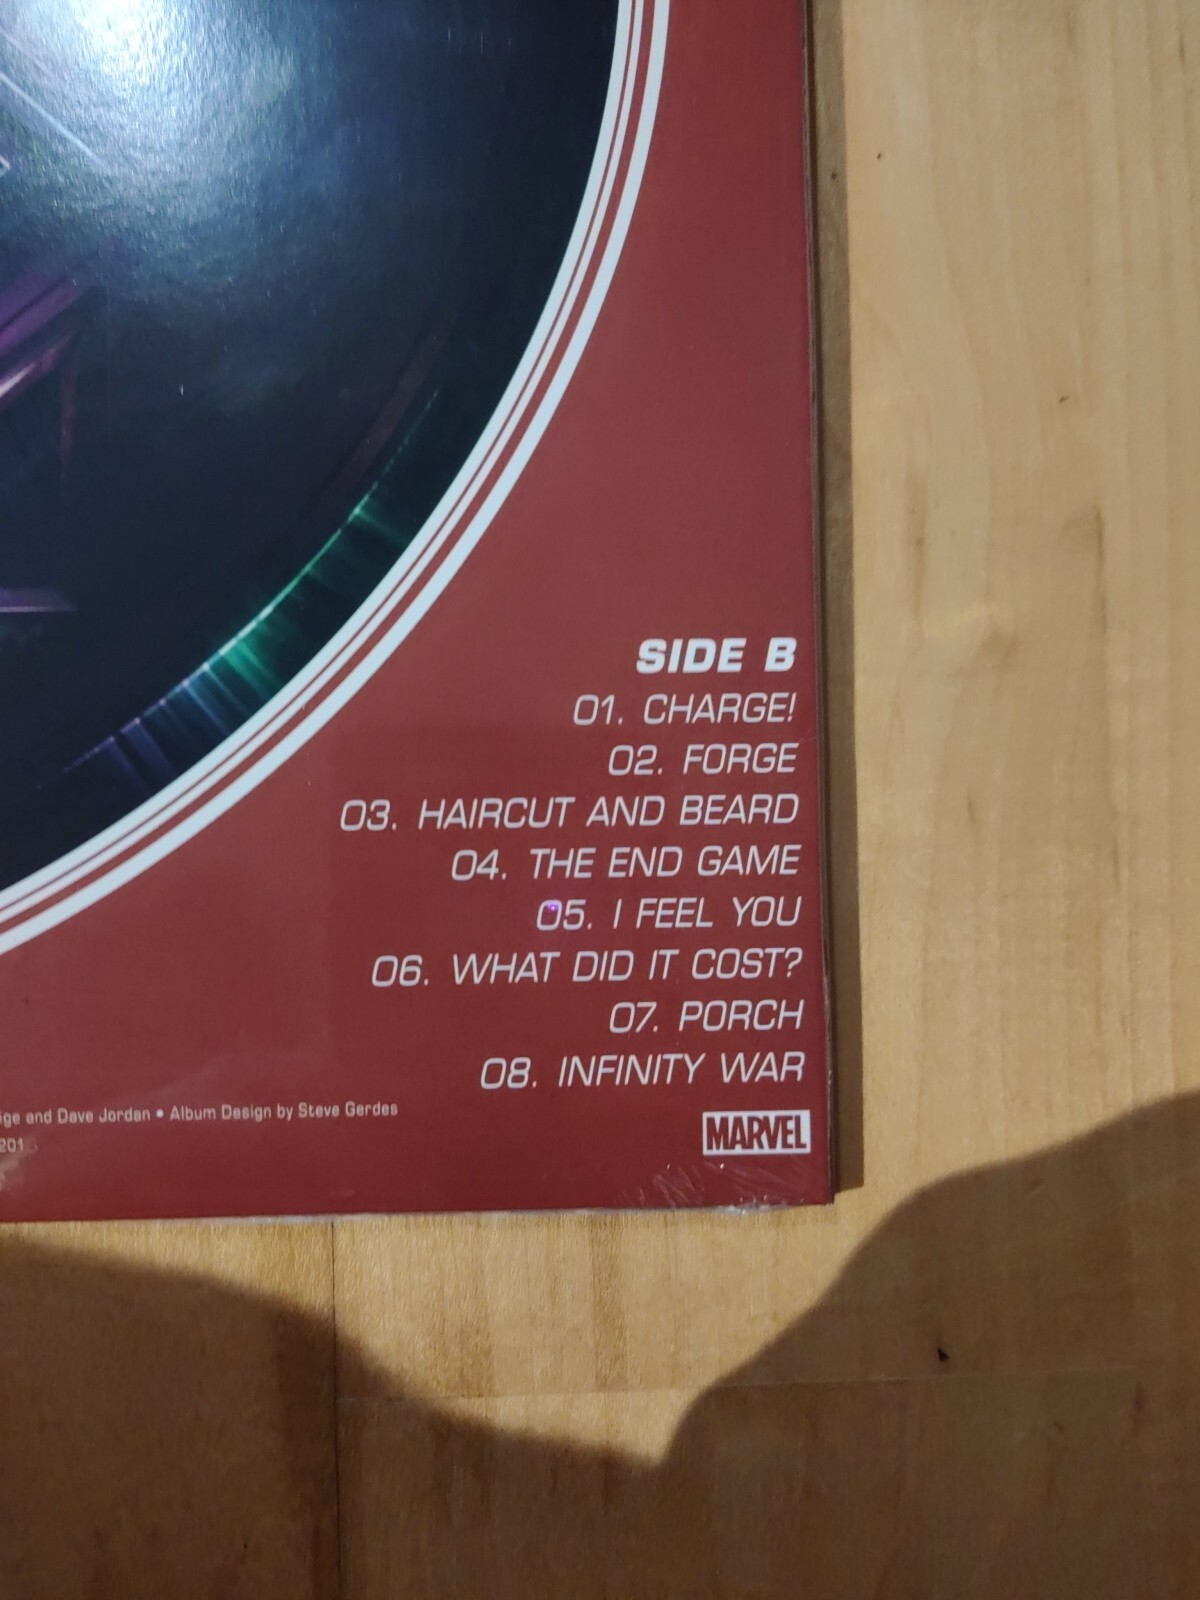 SIDE B
01. CHARGE!
02. FORGE
03. HAIRCUT AND BEARD
04. THE END GAME
05. I FEEL YOU
06. WHAT DID IT COST?
07. PORCH
08. INFINITY WAR
and Dave Jordan • Album Design by Steve Gerdes
MARVEL